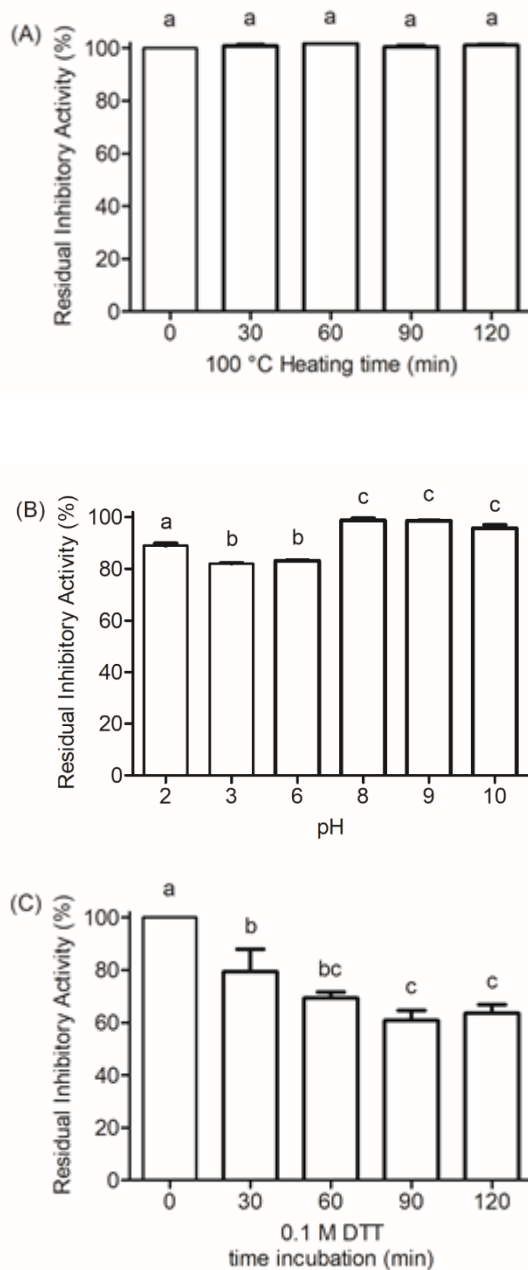 (A)
a a a a a
Residual Inhibitory Activity (%)
100
80
60
40
20
0
0 30 60 90 120
100 °C Heating time (min)
(B)
a b b c c c
Residual Inhibitory Activity (%)
100
80
60
40
20
0
2 3 6 8 9 10
pH
(C)
a b bc c c
Residual Inhibitory Activity (%)
100
80
60
40
20
0
0 30 60 90 120
0.1 M DTT
time incubation (min)